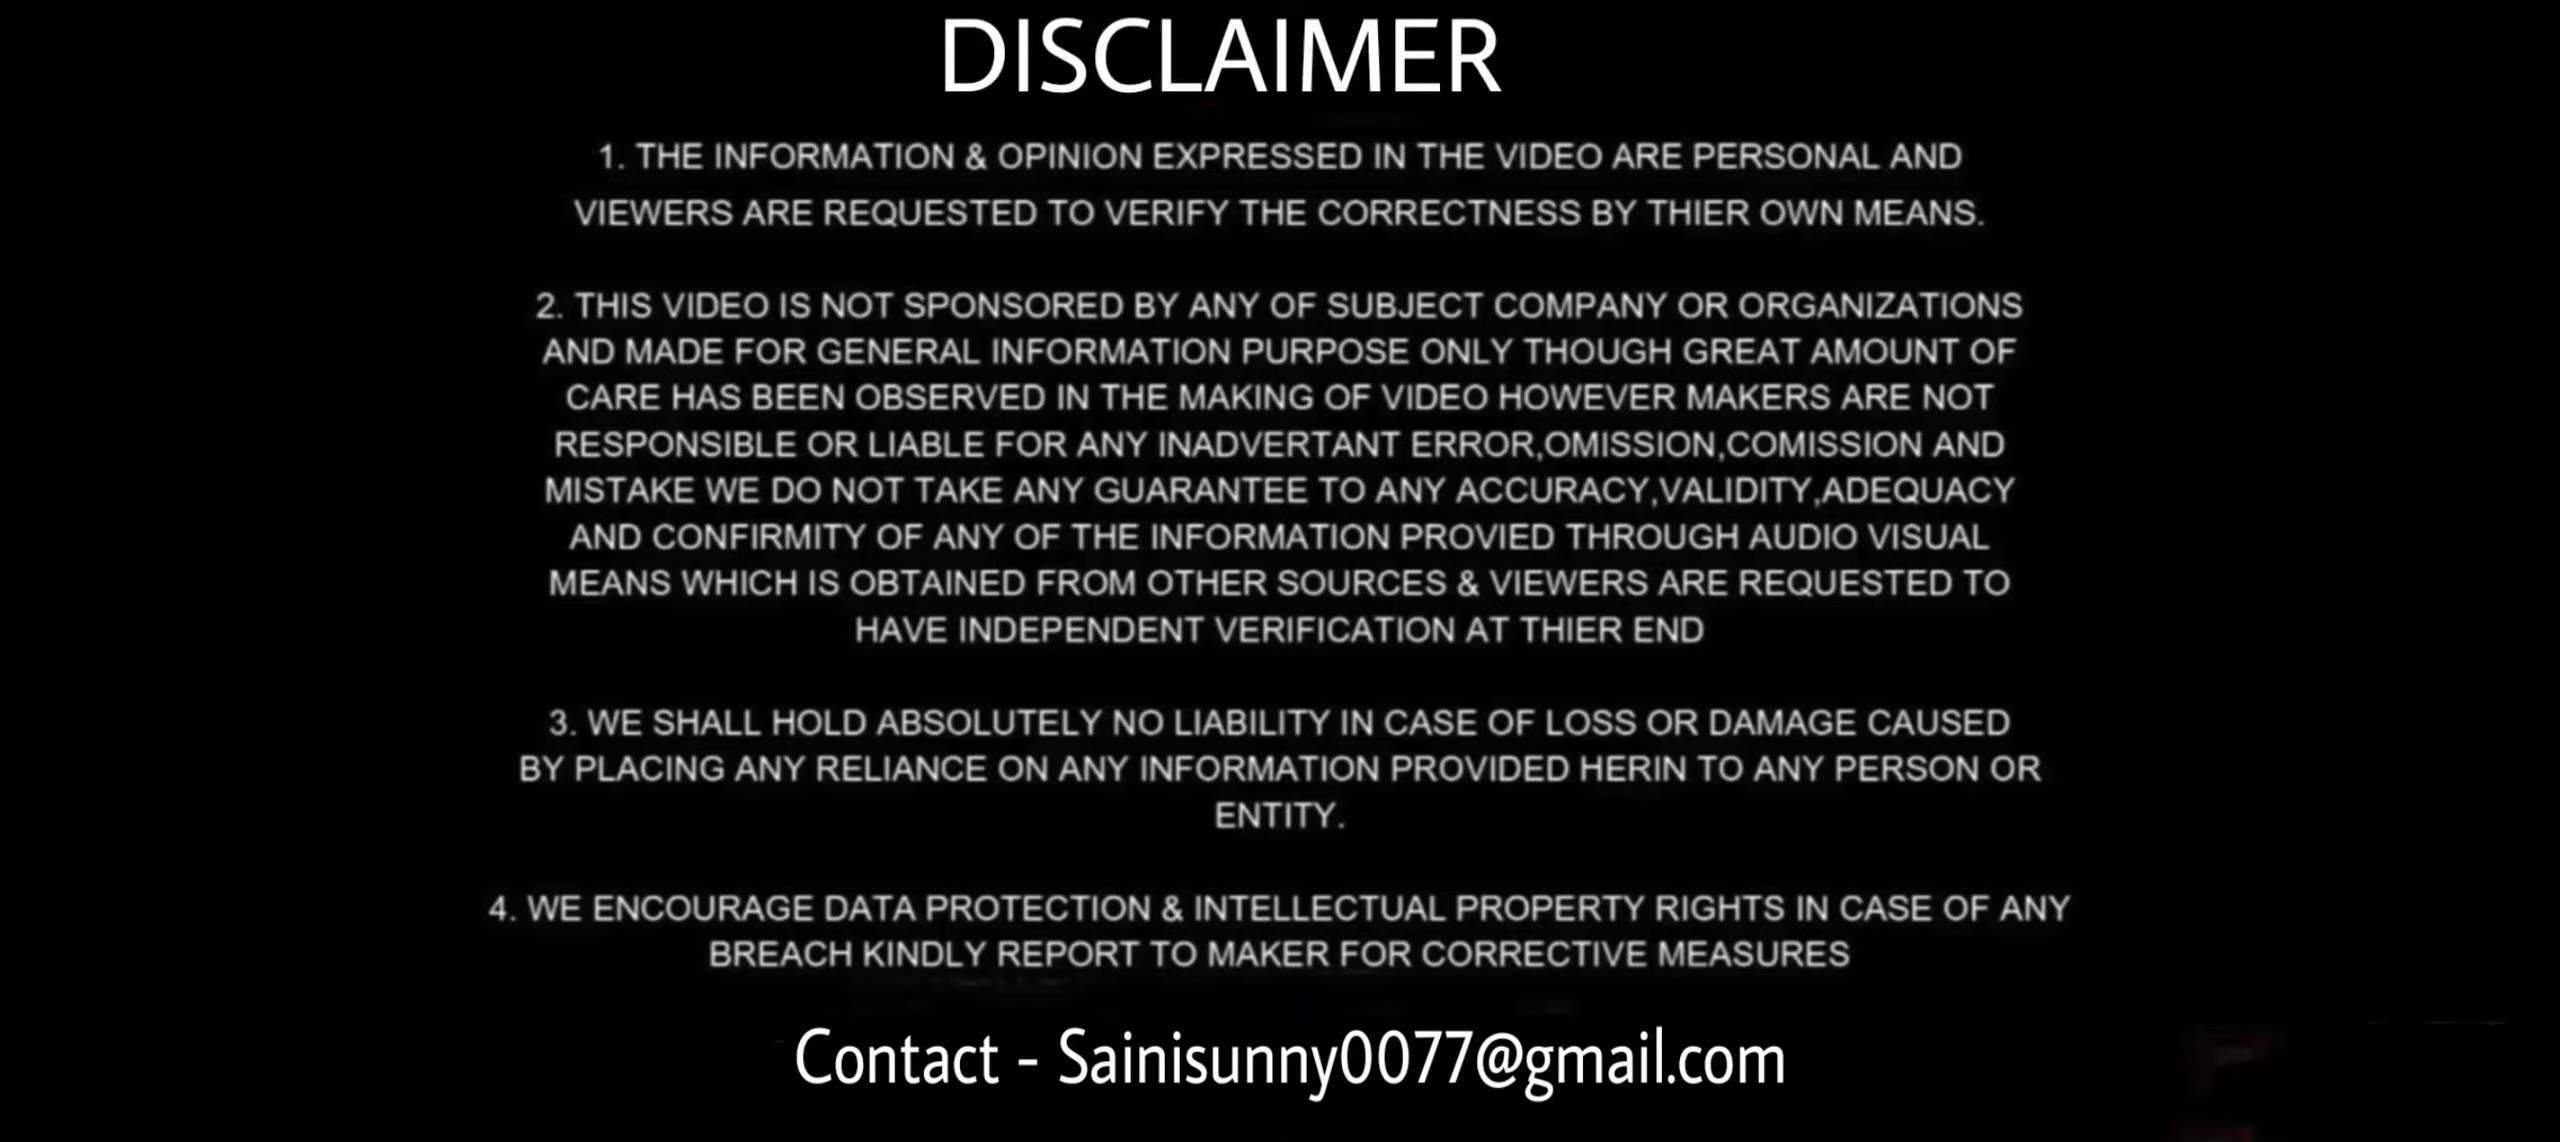 DISCLAIMER
1. THE INFORMATION & OPINION EXPRESSED IN THE VIDEO ARE PERSONAL AND
VIEWERS ARE REQUESTED TO VERIFY THE CORRECTNESS BY THIER OWN MEANS.
2. THIS VIDEO IS NOT SPONSORED BY ANY OF SUBJECT COMPANY OR ORGANIZATIONS
AND MADE FOR GENERAL INFORMATION PURPOSE ONLY THOUGH GREAT AMOUNT OF
CARE HAS BEEN OBSERVED IN THE MAKING OF VIDEO HOWEVER MAKERS ARE NOT
RESPONSIBLE OR LIABLE FOR ANY INADVERTANT ERROR,OMISSION,COMISSION AND
MISTAKE WE DO NOT TAKE ANY GUARANTEE TO ANY ACCURACY,VALIDITY,ADEQUACY
AND CONFIRMITY OF ANY OF THE INFORMATION PROVIED THROUGH AUDIO VISUAL
MEANS WHICH IS OBTAINED FROM OTHER SOURCES & VIEWERS ARE REQUESTED TO
HAVE INDEPENDENT VERIFICATION AT THIER END
3. WE SHALL HOLD ABSOLUTELY NO LIABILITY IN CASE OF LOSS OR DAMAGE CAUSED
BY PLACING ANY RELIANCE ON ANY INFORMATION PROVIDED HERIN TO ANY PERSON OR
ENTITY.
4. WE ENCOURAGE DATA PROTECTION & INTELLECTUAL PROPERTY RIGHTS IN CASE OF ANY
BREACH KINDLY REPORT TO MAKER FOR CORRECTIVE MEASURES
Contact - Sainisunny0077@gmail.com